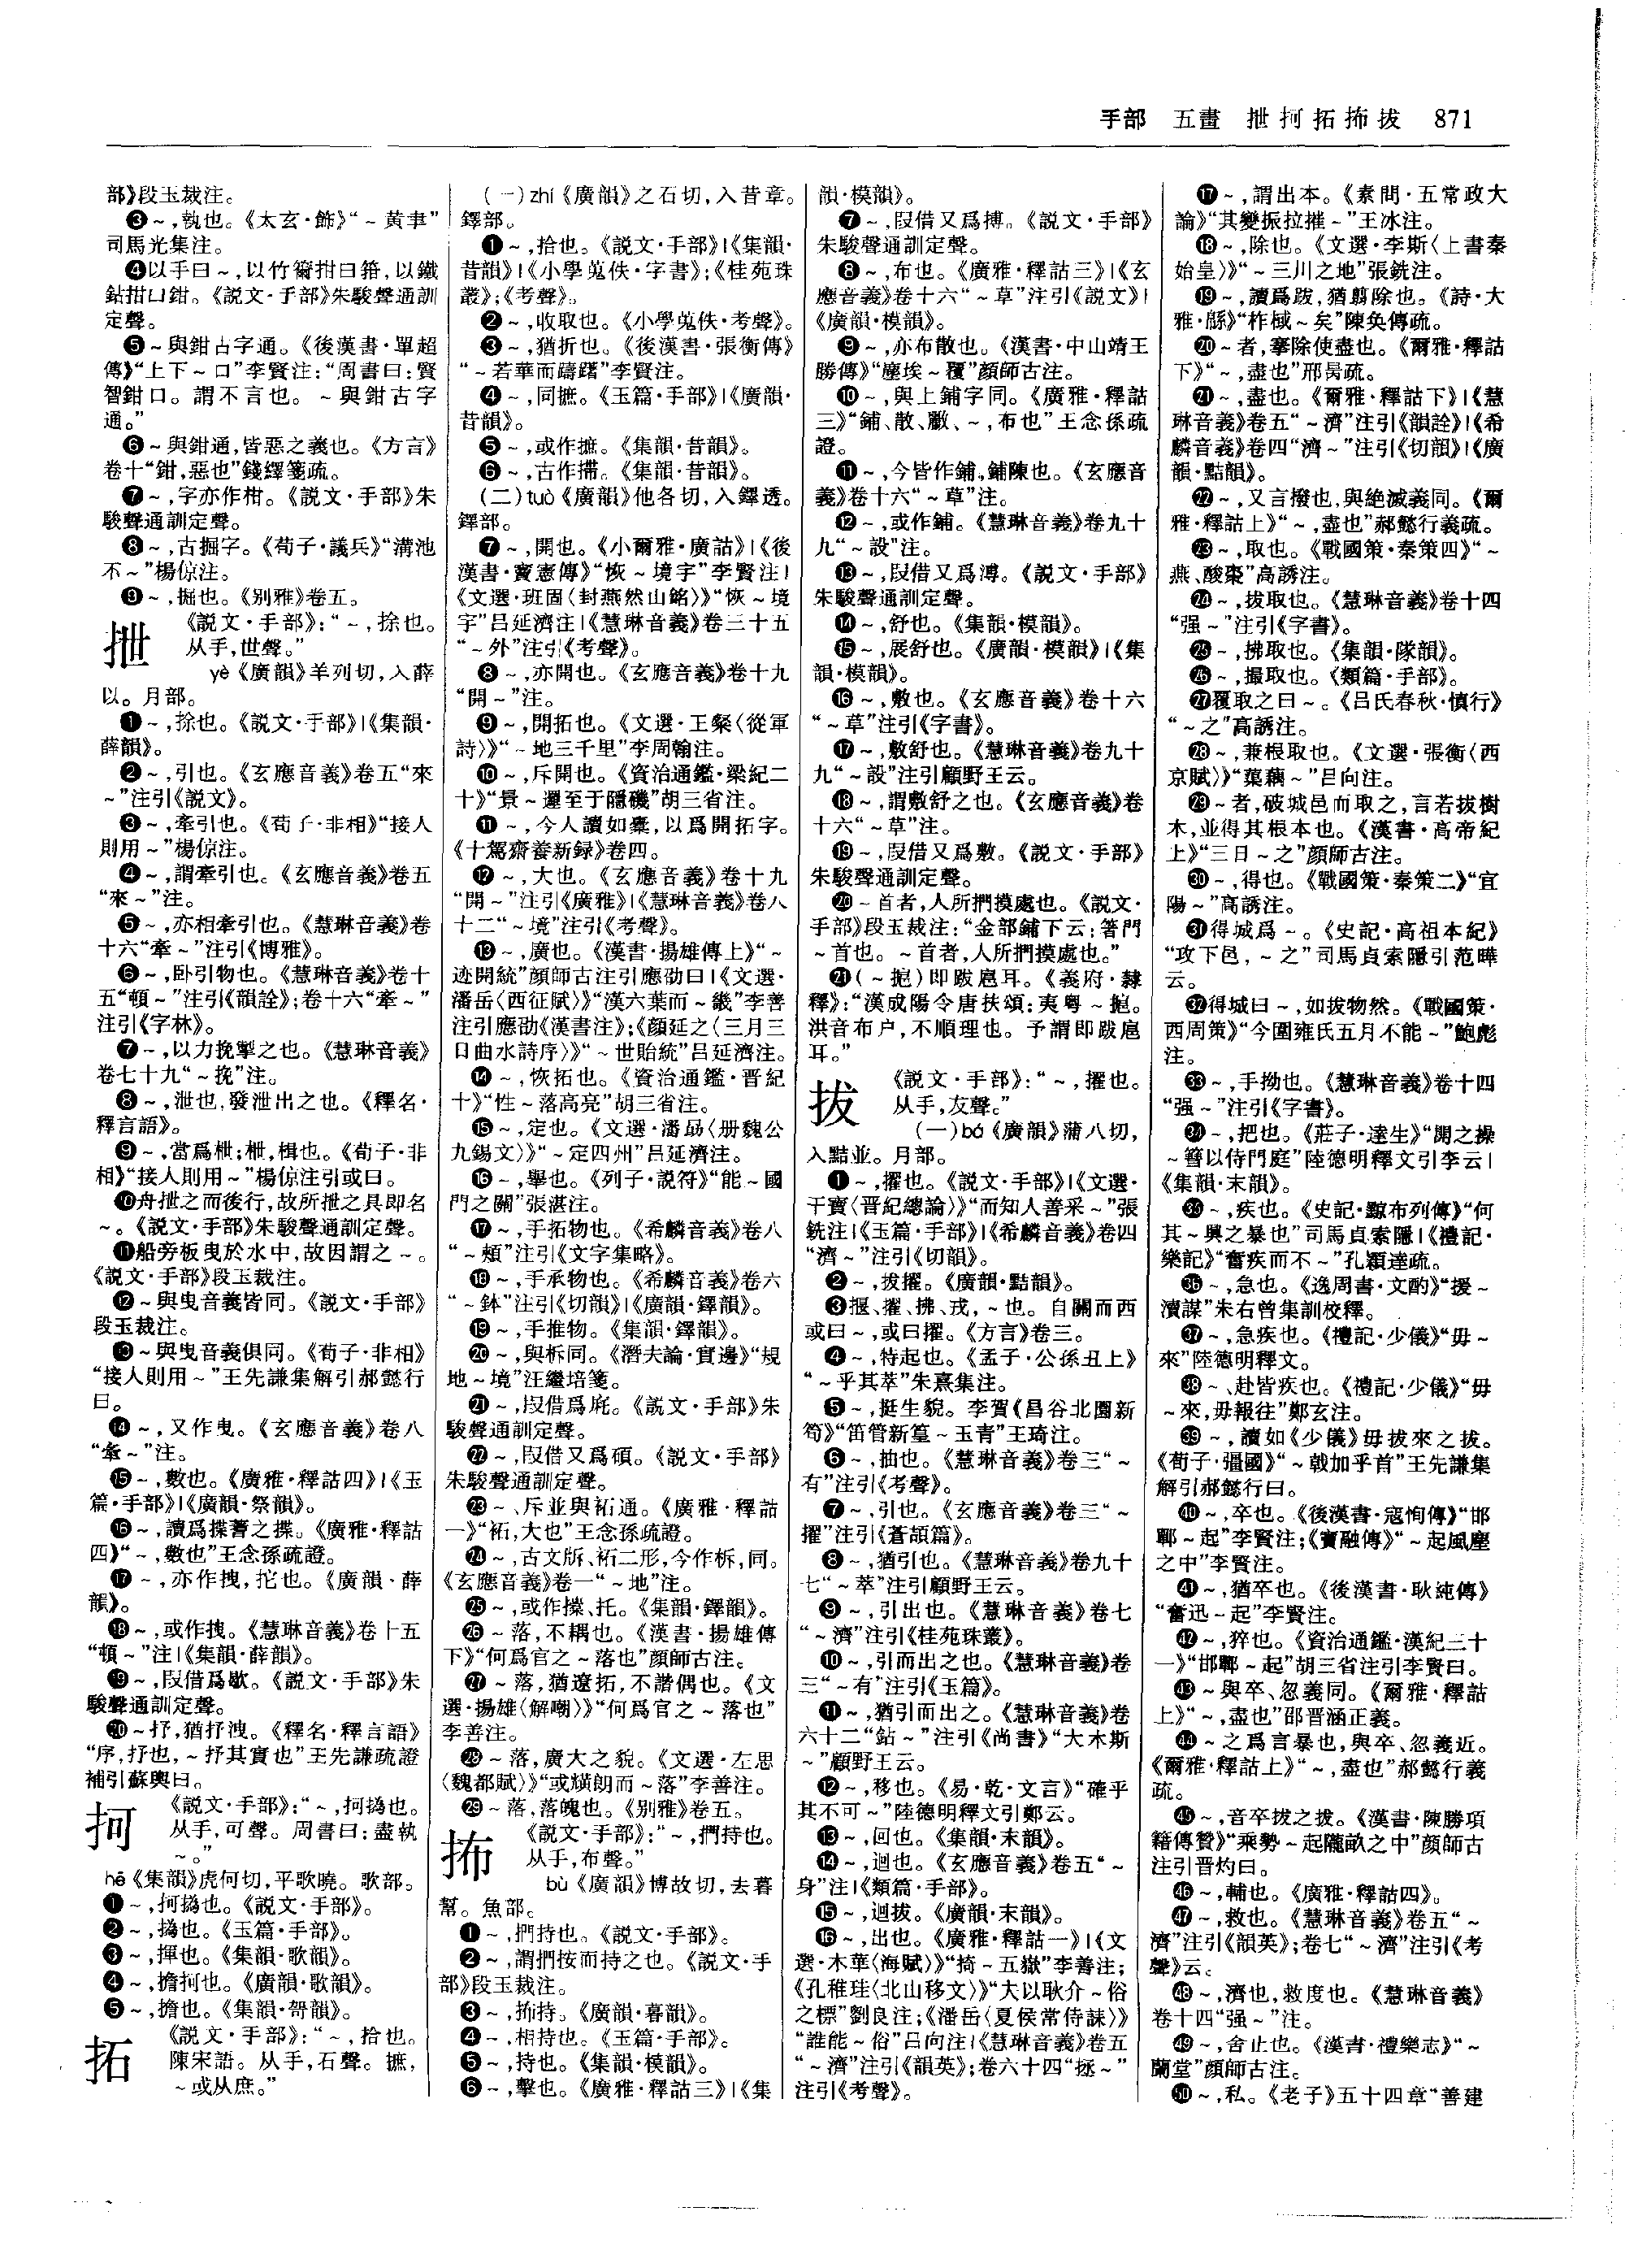 手部 五畫 抴抲拓抪拔 871
部》段玉裁注。
❸～,執也。《太玄·飾》“～黄聿”
司馬光集注。
❹以手曰～,以竹籋拑曰箝,以鐵
鉆拑曰鉗。《説文·手部》朱駿聲通訓
定聲。
❺～與鉗古字通。《後漢書·單超
傳》“上下～口”李賢注:“周書曰:賢
智鉗口。謂不言也。～與鉗古字
通。”
❻～與鉗通,皆惡之義也。《方言》
卷十“鉗,惡也”錢繹箋疏。
❼～,字亦作柑。《説文·手部》朱
駿聲通訓定聲。
❽～,古掘字。《荀子·議兵》“溝池
不～”楊倞注。
❾～,掘也。《别雅》卷五。
抴 《説文·手部》:“～,捈也。
从手,世聲。”
yè《廣韻》羊列切,入薛
以。月部。
❶～,捈也。《説文·手部》|《集韻·
薛韻》。
❷～,引也。《玄應音義》卷五“來
～”注引《説文》。
❸～,牽引也。《荀子·非相》“接人
則用～”楊倞注。
❹～,謂牽引也。《玄應音義》卷五
“來～”注。
❺～,亦相牽引也。《慧琳音義》卷
十六“牽～”注引《博雅》。
❻～,卧引物也。《慧琳音義》卷十
五“頓～”注引《韻詮》;卷十六“牽～”
注引《字林》。
❼～,以力挽掣之也。《慧琳音義》
卷七十九“～挽”注。
❽～,泄也,發泄出之也。《釋名·
釋言語》。
❾～,當爲枻;枻,楫也。《荀子·非
相》“接人則用～”楊倞注引或曰。
❿舟抴之而後行,故所抴之具即名
～。《説文·手部》朱駿聲通訓定聲。
⓫船旁板曳於水中,故因謂之～。
《説文·手部》段玉裁注。
⓬～與曳音義皆同。《説文·手部》
段玉裁注。
⓭～與曳音義俱同。《荀子·非相》
“接人則用～”王先謙集解引郝懿行
曰。
⓮～,又作曳。《玄應音義》卷八
“牽～”注。
⓯～,數也。《廣雅·釋詁四》|《玉
篇·手部》|《廣韻·祭韻》。
⓰～,讀爲揲蓍之揲。《廣雅·釋詁
四》“～,數也”王念孫疏證。
⓱～,亦作拽,拕也。《廣韻·薛
韻》。
⓲～,或作拽。《慧琳音義》卷十五
“頓～”注|《集韻·薛韻》。
⓳～,叚借爲歇。《説文·手部》朱
駿聲通訓定聲。
⓴～抒,猶抒洩。《釋名·釋言語》
“序,抒也,～抒其實也”王先謙疏證
補引蘇輿曰。
抲 《説文·手部》:“～,抲撝也。
从手,可聲。周書曰:盡執
～。”
hē《集韻》虎何切,平歌曉。歌部。
❶～,抲撝也。《説文·手部》。
❷～,撝也。《玉篇·手部》。
❸～,揮也。《集韻·歌韻》。
❹～,擔抲也。《廣韻·歌韻》。
❺～,擔也。《集韻·哿韻》。
拓 《説文·手部》:“～,拾也。
陳宋語。从手,石聲。摭,
～或从庶。”
(一)zhí《廣韻》之石切,入昔章。
鐸部。
❶～,拾也。《説文·手部》|《集韻·
昔韻》|《小學蒐佚·字書》;《桂苑珠
叢》;《考聲》。
❷～,收取也。《小學蒐佚·考聲》。
❸～,猶折也。《後漢書·張衡傳》
“～若華而躊躇”李賢注。
❹～,同摭。《玉篇·手部》|《廣韻·
昔韻》。
❺～,或作摭。《集韻·昔韻》。
❻～,古作摕。《集韻·昔韻》。
(二)tuò《廣韻》他各切,入鐸透。
鐸部。
❼～,開也。《小爾雅·廣詁》|《後
漢書·竇憲傳》“恢～境宇”李賢注|
《文選·班固〈封燕然山銘〉》“恢～境
宇”吕延濟注|《慧琳音義》卷三十五
“～外”注引《考聲》。
❽～,亦開也。《玄應音義》卷十九
“開～”注。
❾～,開拓也。《文選·王粲〈從軍
詩〉》“～地三千里”李周翰注。
❿～,斥開也。《資治通鑑·梁紀二
十》“景～邏至于隱磯”胡三省注。
⓫～,今人讀如橐,以爲開拓字。
《十駕齋養新録》卷四。
⓬～,大也。《玄應音義》卷十九
“開～”注引《廣雅》|《慧琳音義》卷八
十二“～境”注引《考聲》。
⓭～,廣也。《漢書·揚雄傳上》“～
迹開統”顔師古注引應劭曰|《文選·
潘岳〈西征賦〉》“漢六葉而～畿”李善
注引應劭《漢書注》;《顔延之〈三月三
日曲水詩序〉》“～世貽統”吕延濟注。
⓮～,恢拓也。《資治通鑑·晋紀
十》“性～落高亮”胡三省注。
⓯～,定也。《文選·潘勗〈册魏公
九錫文〉》“～定四州”吕延濟注。
⓰～,舉也。《列子·説符》“能～國
門之關”張湛注。
⓱～,手拓物也。《希麟音義》卷八
“～頰”注引《文字集略》。
⓲～,手承物也。《希麟音義》卷六
“～鉢”注引《切韻》|《廣韻·鐸韻》。
⓳～,手推物。《集韻·鐸韻》。
⓴～,與柝同。《潛夫論·實邊》“規
地～境”汪繼培箋。
㉑～,叚借爲㡯。《説文·手部》朱
駿聲通訓定聲。
㉒～,叚借又爲碩。《説文·手部》
朱駿聲通訓定聲。
㉓～、斥並與袥通。《廣雅·釋詁
一》“袥,大也”王念孫疏證。
㉔～,古文㡯、袥二形,今作柝,同。
《玄應音義》卷一“～地”注。
㉕～,或作㩝、托。《集韻·鐸韻》。
㉖～落,不耦也。《漢書·揚雄傳
下》“何爲官之～落也”顔師古注。
㉗～落,猶遼拓,不諧偶也。《文
選·揚雄〈解嘲〉》“何爲官之～落也”
李善注。
㉘～落,廣大之貌。《文選·左思
〈魏都賦〉》“或爌朗而～落”李善注。
㉙～落,落魄也。《别雅》卷五。
抪 《説文·手部》:“～,捫持也。
从手,布聲。”
bù《廣韻》博故切,去暮
幫。魚部。
❶～,捫持也。《説文·手部》。
❷～,謂捫按而持之也。《説文·手
部》段玉裁注。
❸～,抪持。《廣韻·暮韻》。
❹～,相持也。《玉篇·手部》。
❺～,持也。《集韻·模韻》。
❻～,擊也。《廣雅·釋詁三》|《集
韻·模韻》。
❼～,叚借又爲搏。《説文·手部》
朱駿聲通訓定聲。
❽～,布也。《廣雅·釋詁三》|《玄
應音義》卷十六“～草”注引《説文》|
《廣韻·模韻》。
❾～,亦布散也。《漢書·中山靖王
勝傳》“塵埃～覆”顔師古注。
❿～,與上鋪字同。《廣雅·釋詁
三》“鋪、散、敷、～,布也”王念孫疏
證。
⓫～,今皆作鋪,鋪陳也。《玄應音
義》卷十六“～草”注。
⓬～,或作鋪。《慧琳音義》卷九十
九“～設”注。
⓭～,叚借又爲溥。《説文·手部》
朱駿聲通訓定聲。
⓮～,舒也。《集韻·模韻》。
⓯～,展舒也。《廣韻·模韻》|《集
韻·模韻》。
⓰～,敷也。《玄應音義》卷十六
“～草”注引《字書》。
⓱～,敷舒也。《慧琳音義》卷九十
九“～設”注引顧野王云。
⓲～,謂敷舒之也。《玄應音義》卷
十六“～草”注。
⓳～,叚借又爲敷。《説文·手部》
朱駿聲通訓定聲。
⓴～首者,人所捫摸處也。《説文·
手部》段玉裁注:“金部鋪下云:箸門
～首也。～首者,人所捫摸處也。”
㉑(～摝)即跋扈耳。《義府·隸
釋》:“漢成陽令唐扶頌:夷粤～摝。
洪音布户,不順理也。予謂即跋扈
耳。”
拔 《説文·手部》:“～,擢也。
从手,犮聲。”
(一)bá《廣韻》蒲八切,
入黠並。月部。
❶～,擢也。《説文·手部》|《文選·
干寶〈晋紀總論〉》“而知人善采～”張
銑注|《玉篇·手部》|《希麟音義》卷四
“濟～”注引《切韻》。
❷～,拔擢。《廣韻·黠韻》。
❸揠、擢、拂、戎,～也。自關而西
或曰～,或曰擢。《方言》卷三。
❹～,特起也。《孟子·公孫丑上》
“～乎其萃”朱熹集注。
❺～,挺生貌。李賀《昌谷北園新
筍》“笛管新篁～玉青”王琦注。
❻～,抽也。《慧琳音義》卷三“～
有”注引《考聲》。
❼～,引也。《玄應音義》卷三“～
擢”注引《蒼頡篇》。
❽～,猶引也。《慧琳音義》卷九十
七“～萃”注引顧野王云。
❾～,引出也。《慧琳音義》卷七
“～濟”注引《桂苑珠叢》。
❿～,引而出之也。《慧琳音義》卷
三“～有”注引《玉篇》。
⓫～,猶引而出之。《慧琳音義》卷
六十二“鉆～”注引《尚書》“大木斯
～”顧野王云。
⓬～,移也。《易·乾·文言》“確乎
其不可～”陸德明釋文引鄭云。
⓭～,回也。《集韻·末韻》。
⓮～,迴也。《玄應音義》卷五“～
身”注|《類篇·手部》。
⓯～,迴拔。《廣韻·末韻》。
⓰～,出也。《廣雅·釋詁一》|《文
選·木華〈海賦〉》“掎～五嶽”李善注;
《孔稚珪〈北山移文〉》“夫以耿介～俗
之標”劉良注;《潘岳〈夏侯常侍誄〉》
“誰能～俗”吕向注|《慧琳音義》卷五
“～濟”注引《韻英》;卷六十四“拯～”
注引《考聲》。
⓱～,謂出本。《素問·五常政大
論》“其變振拉摧～”王冰注。
⓲～,除也。《文選·李斯〈上書秦
始皇〉》“～三川之地”張銑注。
⓳～,讀爲跋,猶翦除也。《詩·大
雅·緜》“柞棫～矣”陳奂傳疏。
⓴～者,搴除使盡也。《爾雅·釋詁
下》“～,盡也”邢昺疏。
㉑～,盡也。《爾雅·釋詁下》|《慧
琳音義》卷五“～濟”注引《韻詮》|《希
麟音義》卷四“濟～”注引《切韻》|《廣
韻·黠韻》。
㉒～,又言撥也,與絶滅義同。《爾
雅·釋詁上》“～,盡也”郝懿行義疏。
㉓～,取也。《戰國策·秦策四》“～
燕、酸棗”高誘注。
㉔～,拔取也。《慧琳音義》卷十四
“强～”注引《字書》。
㉕～,拂取也。《集韻·隊韻》。
㉖～,撮取也。《類篇·手部》。
㉗覆取之曰～。《吕氏春秋·慎行》
“～之”高誘注。
㉘～,兼根取也。《文選·張衡〈西
京賦〉》“蕖藕～”吕向注。
㉙～者,破城邑而取之,言若拔樹
木,並得其根本也。《漢書·高帝紀
上》“三日～之”顔師古注。
㉚～,得也。《戰國策·秦策二》“宜
陽～”高誘注。
㉛得城爲～。《史記·高祖本紀》
“攻下邑,～之”司馬貞索隱引范曄
云。
㉜得城曰～,如拔物然。《戰國策·
西周策》“今圍雍氏五月不能～”鮑彪
注。
㉝～,手拗也。《慧琳音義》卷十四
“强～”注引《字書》。
㉞～,把也。《莊子·達生》“開之操
～篲以侍門庭”陸德明釋文引李云|
《集韻·末韻》。
㉟～,疾也。《史記·黥布列傳》“何
其～興之暴也”司馬貞索隱|《禮記·
樂記》“奮疾而不～”孔穎達疏。
㊱～,急也。《逸周書·文酌》“援～
瀆謀”朱右曾集訓校釋。
㊲～,急疾也。《禮記·少儀》“毋～
來”陸德明釋文。
㊳～、赴皆疾也。《禮記·少儀》“毋
～來,毋報往”鄭玄注。
㊴～,讀如《少儀》毋拔來之拔。
《荀子·彊國》“～戟加乎首”王先謙集
解引郝懿行曰。
㊵～,卒也。《後漢書·寇恂傳》“邯
鄲～起”李賢注;《竇融傳》“～起風塵
之中”李賢注。
㊶～,猶卒也。《後漢書·耿純傳》
“奮迅～起”李賢注。
㊷～,猝也。《資治通鑑·漢紀三十
一》“邯鄲～起”胡三省注引李賢曰。
㊸～與卒、忽義同。《爾雅·釋詁
上》“～,盡也”邵晋涵正義。
㊹～之爲言暴也,與卒、忽義近。
《爾雅·釋詁上》“～,盡也”郝懿行義
疏。
㊺～,音卒拔之拔。《漢書·陳勝項
籍傳贊》“乘勢～起隴畝之中”顔師古
注引晋灼曰。
㊻～,輔也。《廣雅·釋詁四》。
㊼～,救也。《慧琳音義》卷五“～
濟”注引《韻英》;卷七“～濟”注引《考
聲》云。
㊽～,濟也,救度也。《慧琳音義》
卷十四“强～”注。
㊾～,舍止也。《漢書·禮樂志》“～
蘭堂”顔師古注。
㊿～,私。《老子》五十四章“善建